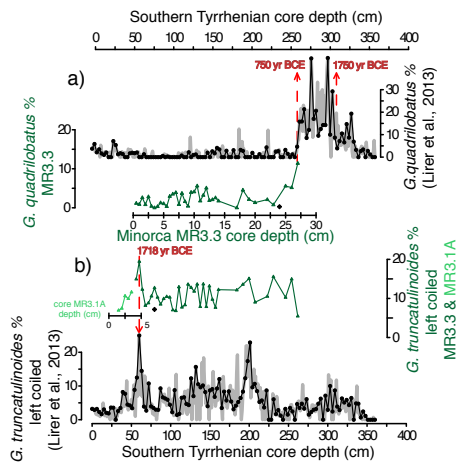 Southern Tyrrhenian core depth (cm)
0 50 100 150 200 250 300 350 400
a)
750 yr BCE
1750 yr BCE
G. quadrilobatus %
MR3.3
20
10
0
30
20
10
0
G.quadrilobatus %
(Lirer et al., 2013)
0 5 10 15 20 25 30
Minorca MR3.3 core depth (cm)
b)
1718 yr BCE
core MR3.1A
depth (cm)
0 5
20
15
10
5
0
G. truncatulinoides %
left coiled
MR3.3 & MR3.1A
G. truncatulinoides %
left coiled
(Lirer et al., 2013)
20
10
0
0 50 100 150 200 250 300 350 400
Southern Tyrrhenian core depth (cm)